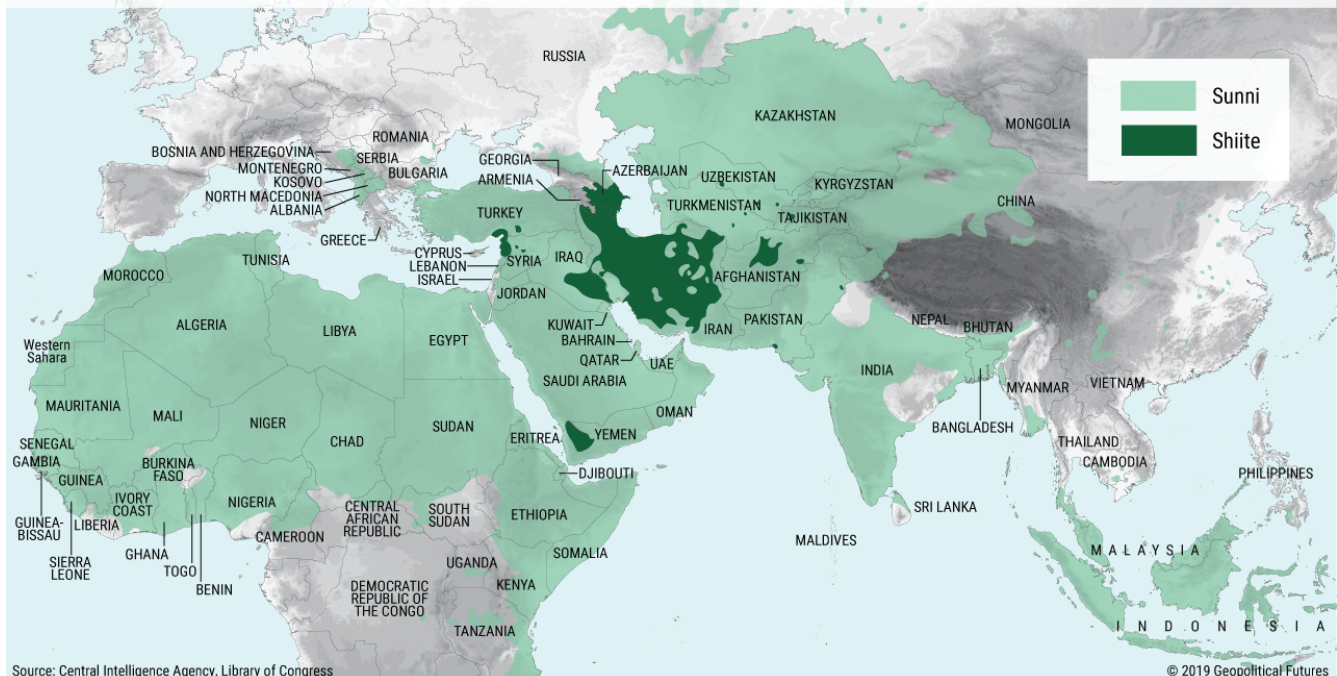 Sunni
Shiite
RUSSIA
KAZAKHSTAN
MONGOLIA
ROMANIA
BOSNIA AND HERZEGOVINA
SERBIA
MONTENEGRO
BULGARIA
KOSOVO
NORTH MACEDONIA
ALBANIA
GREECE
GEORGIA
ARMENIA
AZERBAIJAN
UZBEKISTAN
KYRGYZSTAN
TURKMENISTAN
TAJIKISTAN
CHINA
TURKEY
CYPRUS
LEBANON
ISRAEL
SYRIA
IRAQ
JORDAN
AFGHANISTAN
IRAN
PAKISTAN
KUWAIT
BAHRAIN
QATAR
UAE
SAUDI ARABIA
OMAN
YEMEN
NEPAL
BHUTAN
INDIA
BANGLADESH
MYANMAR
VIETNAM
THAILAND
CAMBODIA
PHILIPPINES
SRI LANKA
MALDIVES
MALAYSIA
INDONESIA
MOROCCO
TUNISIA
ALGERIA
LIBYA
EGYPT
Western
Sahara
MAURITANIA
MALI
NIGER
CHAD
SUDAN
ERITREA
DJIBOUTI
SENEGAL
GAMBIA
GUINEA
BURKINA
FASO
IVORY
COAST
NIGERIA
GUINEA-
BISSAU
LIBERIA
SIERRA
LEONE
GHANA
TOGO
BENIN
CAMEROON
CENTRAL
AFRICAN
REPUBLIC
SOUTH
SUDAN
ETHIOPIA
SOMALIA
UGANDA
KENYA
DEMOCRATIC
REPUBLIC OF
THE CONGO
TANZANIA
Source: Central Intelligence Agency, Library of Congress
© 2019 Geopolitical Futures